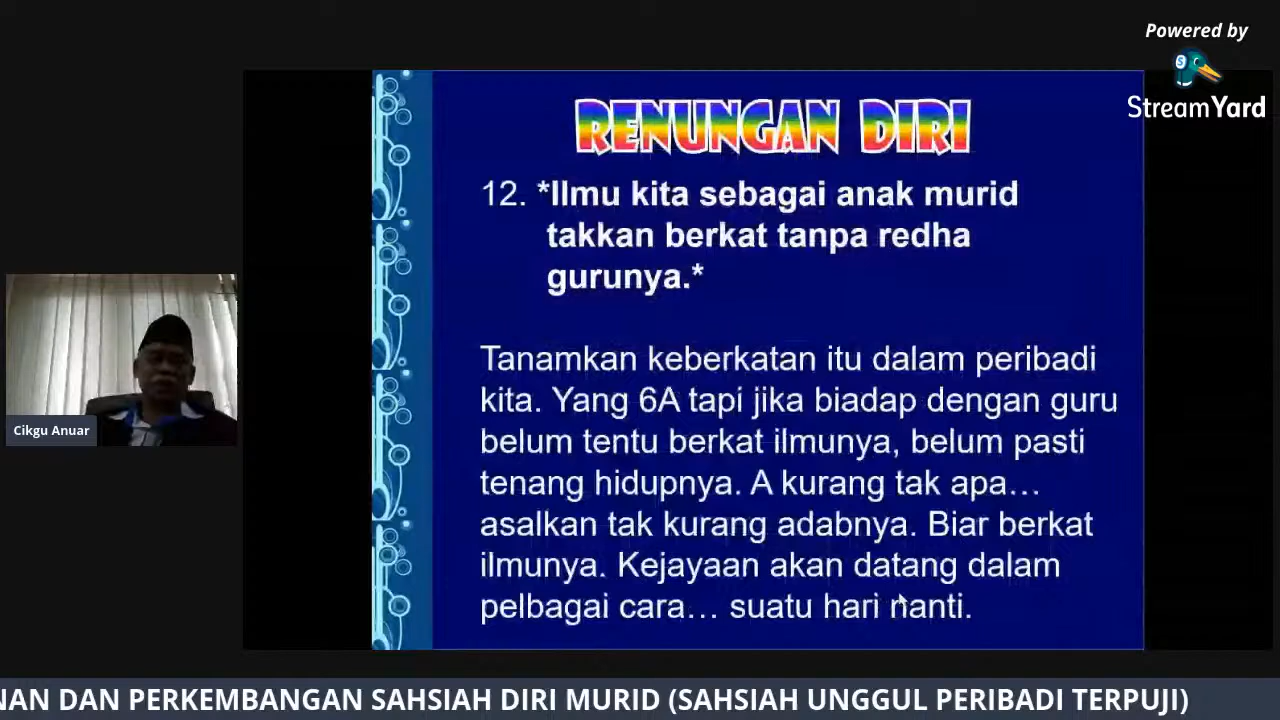 Powered by
StreamYard
RENUNGAN DIRI
12. *Ilmu kita sebagai anak murid
takkan berkat tanpa redha
gurunya.*
Tanamkan keberkatan itu dalam peribadi
kita. Yang 6A tapi jika biadap dengan guru
belum tentu berkat ilmunya, belum pasti
tenang hidupnya. A kurang tak apa…
asalkan tak kurang adabnya. Biar berkat
ilmunya. Kejayaan akan datang dalam
pelbagai cara… suatu hari nanti.
Cikgu Anuar
DAN PERKEMBANGAN SAHSIAH DIRI MURID (SAHSIAH UNGGUL PERIBADI TERPUJI)